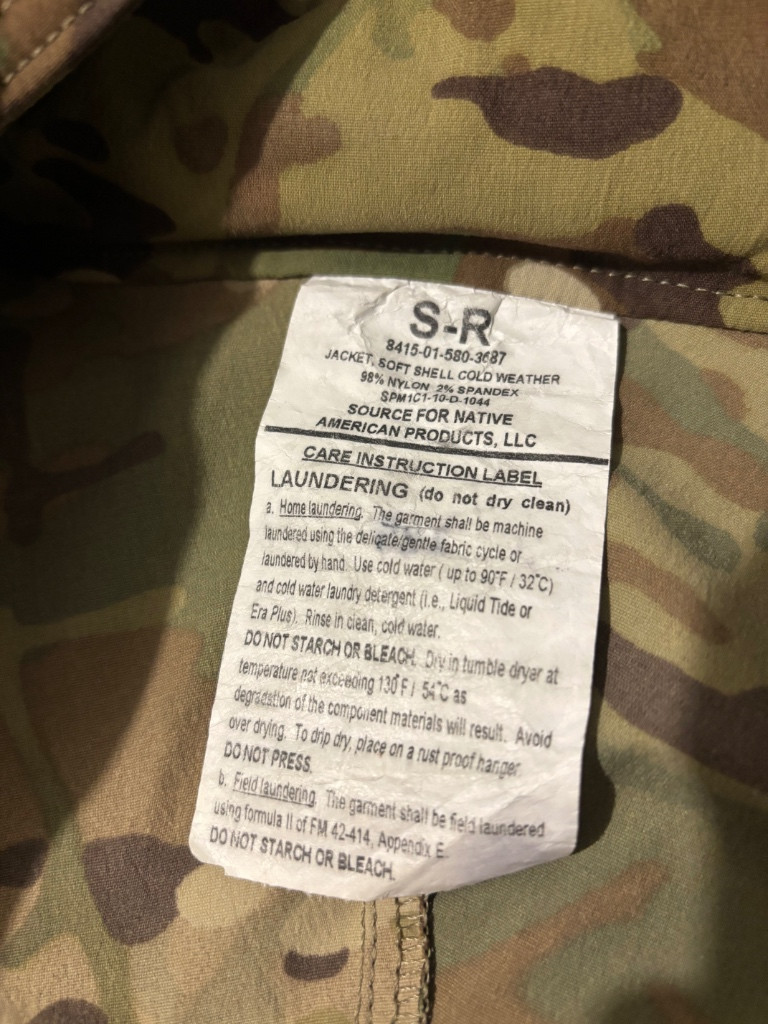 S-R
8415-01-580-3687
JACKET, SOFT SHELL COLD WEATHER
98% NYLON 2% SPANDEX
SPM1C1-10-D-1044
SOURCE FOR NATIVE
AMERICAN PRODUCTS, LLC
CARE INSTRUCTION LABEL
LAUNDERING (do not dry clean)
a. Home laundering. The garment shall be machine
laundered using the delicate/gentle fabric cycle or
laundered by hand. Use cold water ( up to 90°F / 32°C)
and cold water laundry detergent (i.e., Liquid Tide or
Era Plus). Rinse in clean, cold water.
DO NOT STARCH OR BLEACH. Dry in tumble dryer at
temperature not exceeding 130°F / 54°C as
degradation of the component materials will result. Avoid
over drying. To drip dry, place on a rust proof hanger.
DO NOT PRESS.
b. Field laundering. The garment shall be field laundered
using formula II of FM 42-414, Appendix E.
DO NOT STARCH OR BLEACH.